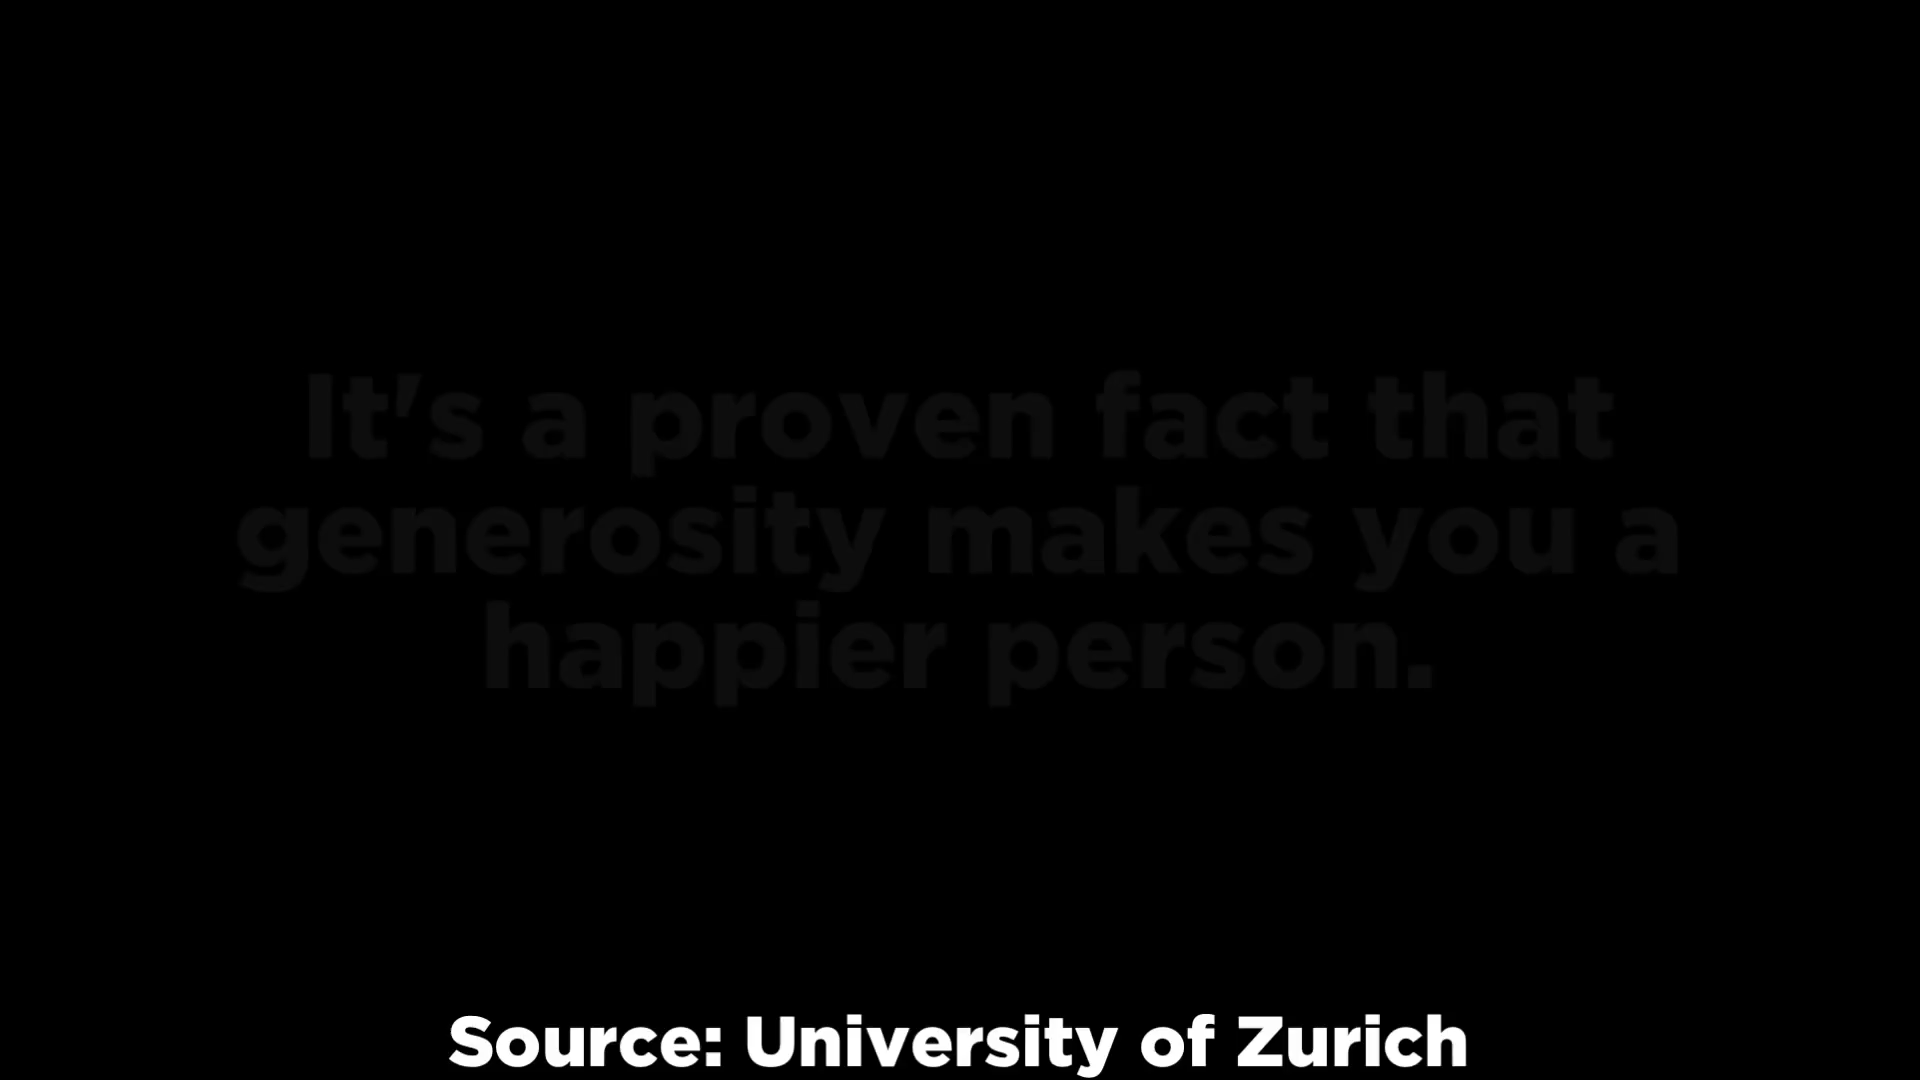 It's a proven fact that
generosity makes you a
happier person.
Source: University of Zurich